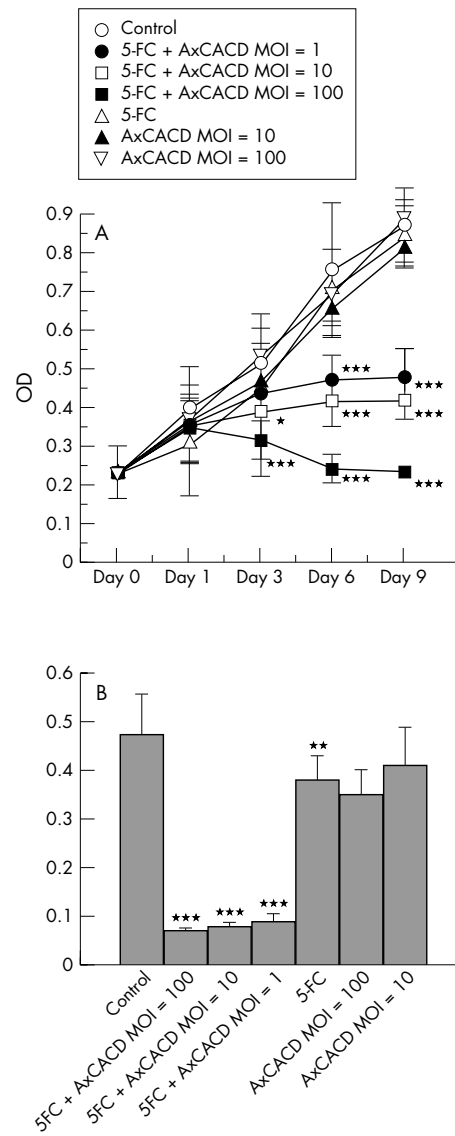 Control
5-FC + AxCACD MOI = 1
5-FC + AxCACD MOI = 10
5-FC + AxCACD MOI = 100
5-FC
AxCACD MOI = 10
AxCACD MOI = 100
A
0.9
0.8
0.7
0.6
0.5
0.4
0.3
0.2
0.1
0
OD
★★★
★★★
★
★★★
★★★
★★★
★★★
★★★
Day 0 Day 1 Day 3 Day 6 Day 9
B
0.6
0.5
0.4
0.3
0.2
0.1
0
★★★
★★★
★★★
★★
Control
5FC + AxCACD MOI = 100
5FC + AxCACD MOI = 10
5FC + AxCACD MOI = 1
5-FC
AxCACD MOI = 100
AxCACD MOI = 10